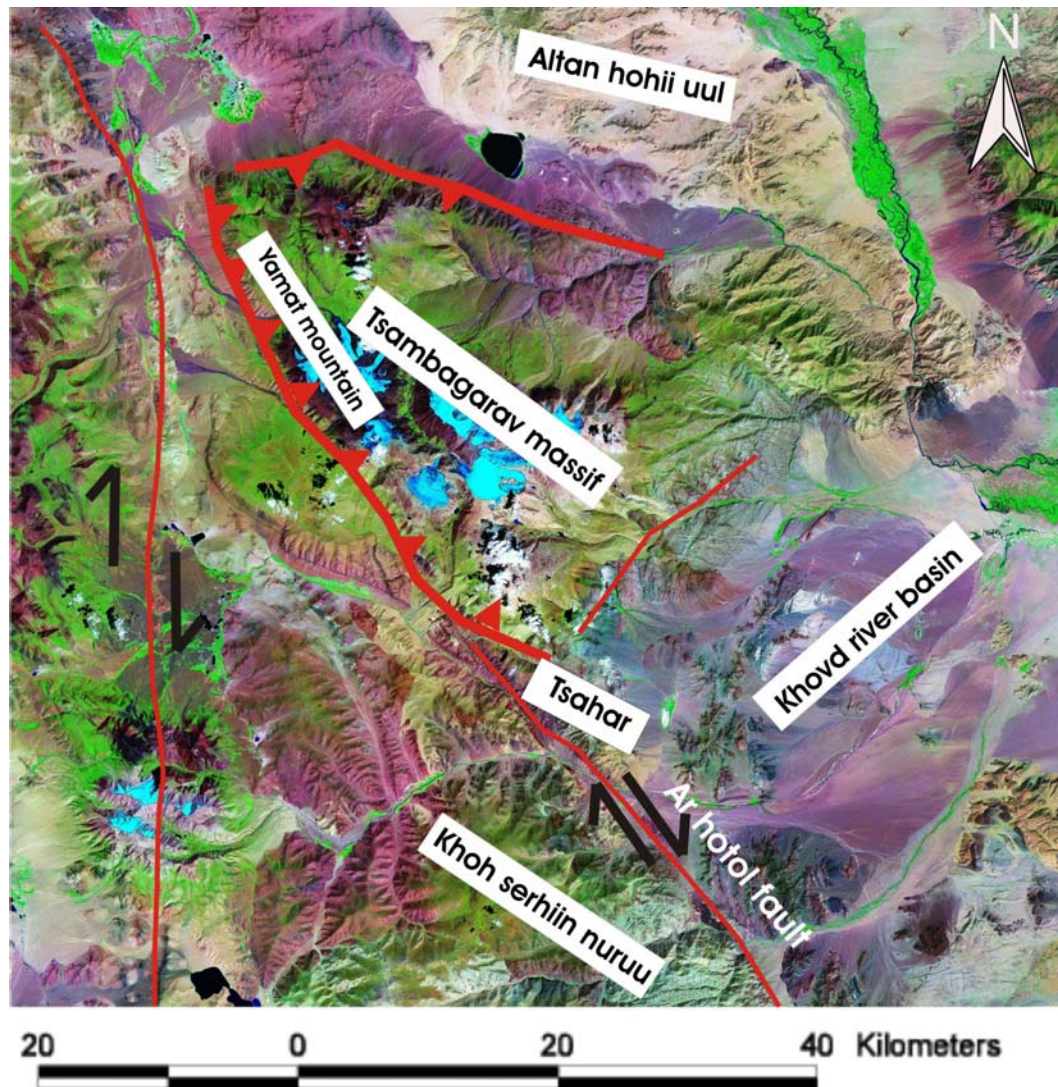 Altan hohii uul
N
Yamat mountain
Tsambagarav massif
Khovd river basin
Tsahar
Ar hotol fault
Khoh serhiin nuruu
20 0 20 40 Kilometers